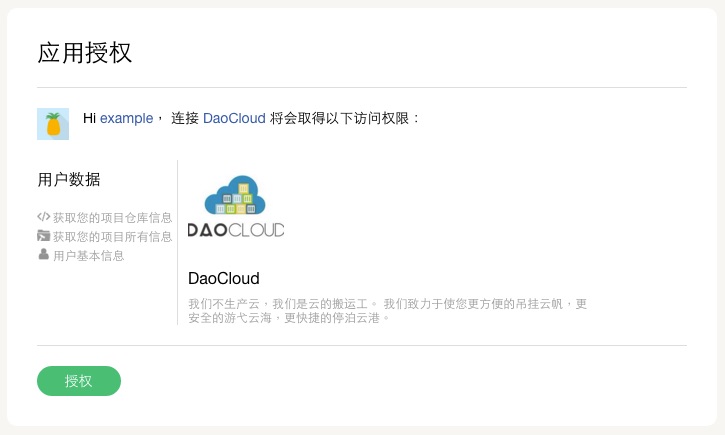 应用授权
Hi example， 连接 DaoCloud 将会取得以下访问权限：
用户数据
获取您的项目仓库信息
获取您的项目所有信息
用户基本信息
DAOCLOUD
DaoCloud
我们不生产云，我们是云的搬运工。 我们致力于使您更方便的吊挂云帆，更
安全的游弋云海，更快捷的停泊云港。
授权